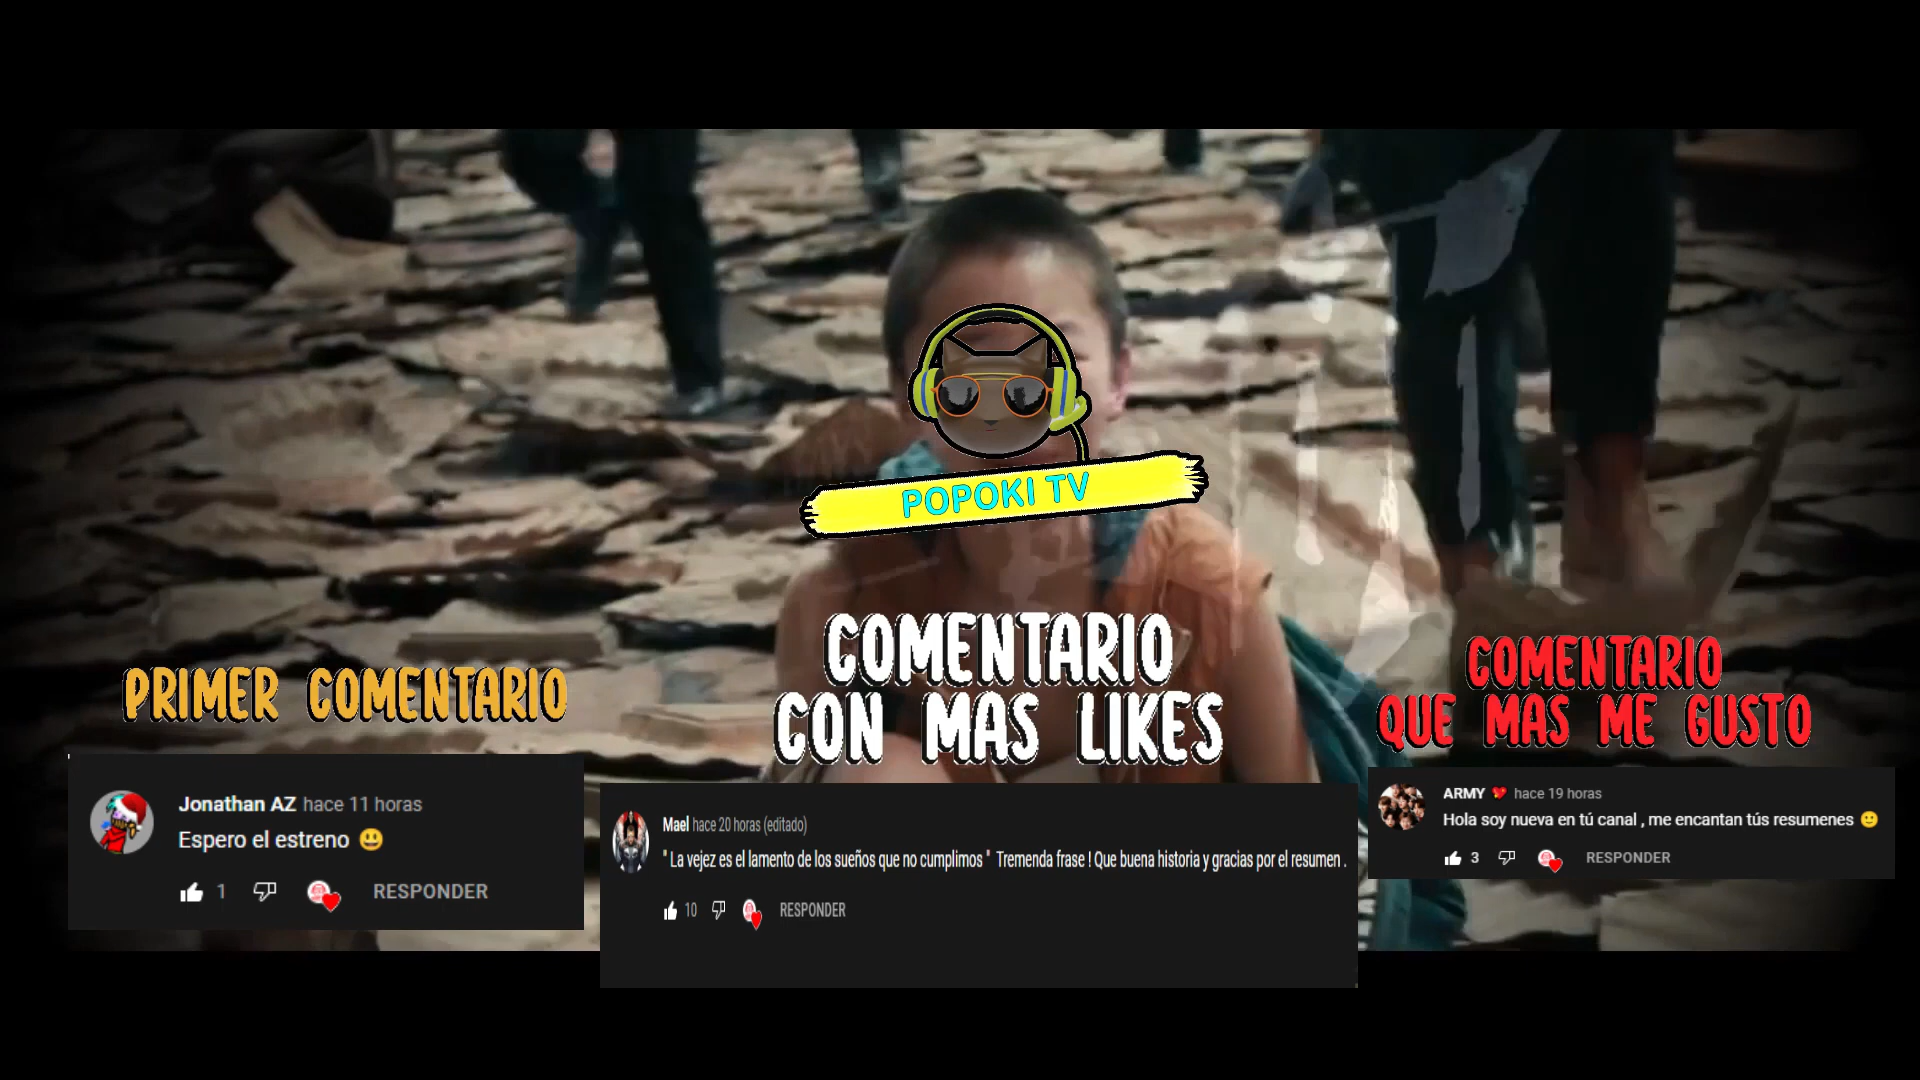 POPOKI TV
PRIMER COMENTARIO
Jonathan AZ hace 11 horas
Espero el estreno 😃
1 RESPONDER
COMENTARIO
CON MAS LIKES
Mael hace 20 horas (editado)
" La vejez es el lamento de los sueños que no cumplimos " Tremenda frase ! Que buena historia y gracias por el resumen .
10 RESPONDER
COMENTARIO
QUE MAS ME GUSTO
ARMY 💖 hace 19 horas
Hola soy nueva en tú canal , me encantan tús resumenes 🙂
3 RESPONDER